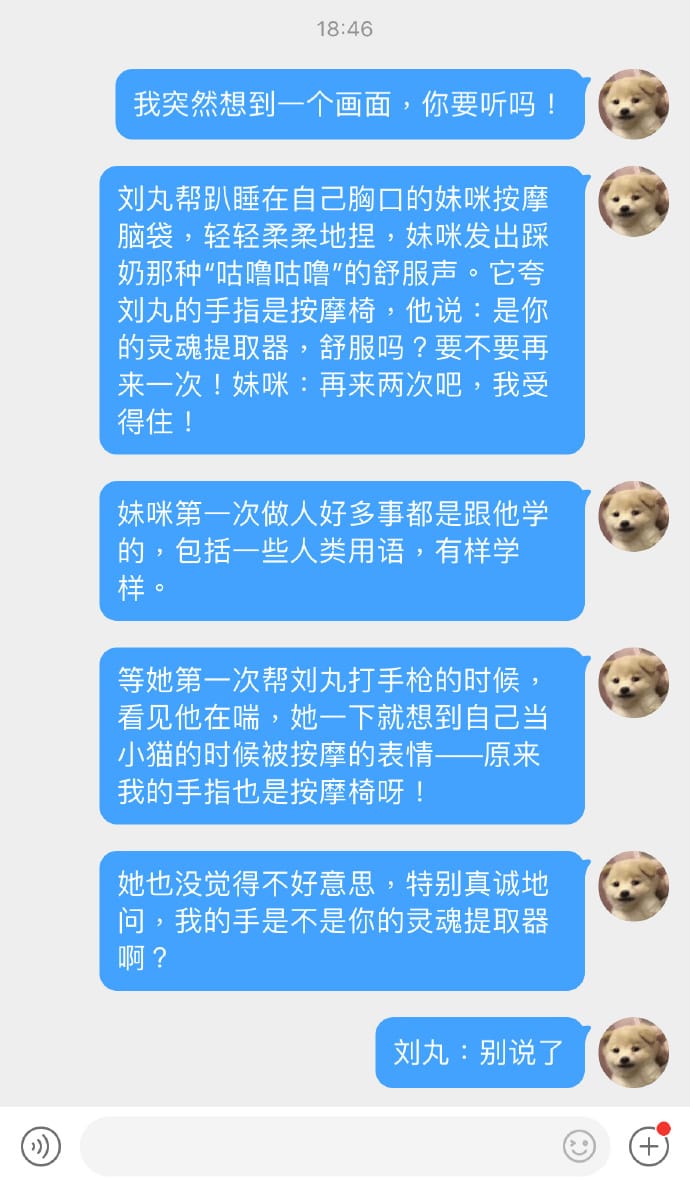 18:46
我突然想到一个画面，你要听吗！
刘丸帮趴睡在自己胸口的妹咪按摩
脑袋，轻轻柔柔地捏，妹咪发出踩
奶那种“咕噜咕噜”的舒服声。它夸
刘丸的手指是按摩椅，他说：是你
的灵魂提取器，舒服吗？要不要再
来一次！妹咪：再来两次吧，我受
得住！
妹咪第一次做人好多事都是跟他学
的，包括一些人类用语，有样学
样。
等她第一次帮刘丸打手枪的时候，
看见他在喘，她一下就想到自己当
小猫的时候被按摩的表情——原来
我的手指也是按摩椅呀！
她也没觉得不好意思，特别真诚地
问，我的手是不是你的灵魂提取器
啊？
刘丸：别说了